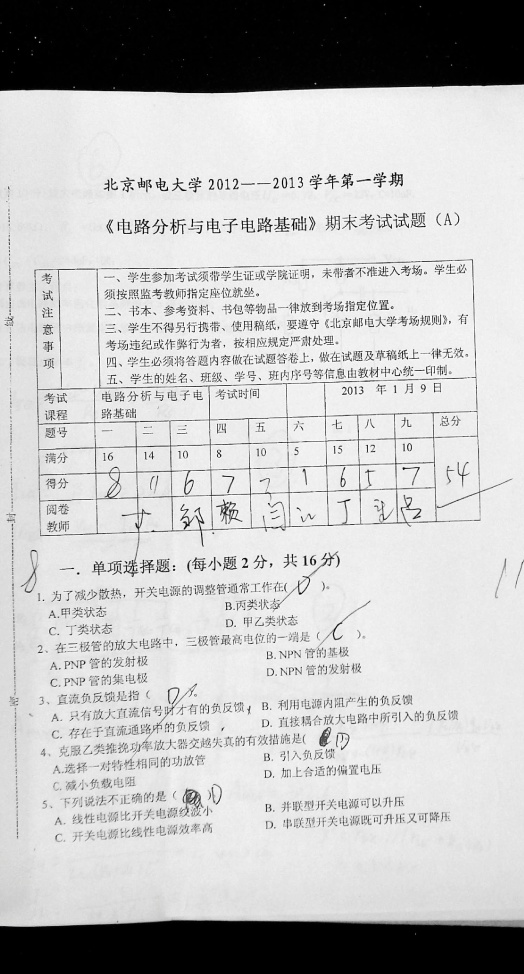 北京邮电大学 2012——2013 学年第一学期
《电路分析与电子电路基础》期末考试试题（A）
考试注意事项
一、学生参加考试须带学生证或学院证明，未带者不准进入考场。学生必
须按照监考教师指定座位就坐。
二、书本、参考资料、书包等物品一律放到考场指定位置。
三、学生不得另行携带、使用稿纸，要遵守《北京邮电大学考场规则》，有
考场违纪或作弊行为者，按相应规定严肃处理。
四、学生必须将答题内容做在试题答卷上，做在试题及草稿纸上一律无效。
五、学生的姓名、班级、学号、班内序号等信息由教材中心统一印制。
考试课程 电路分析与电子电路基础 考试时间 2013 年 1 月 9 日
题号 一 二 三 四 五 六 七 八 九 总分
满分 16 14 10 8 10 5 15 12 10
得分 8 11 6 7 7 1 6 5 7 54
阅卷教师 邹 赖 闫 江 丁
8
11
一．单项选择题：(每小题 2 分，共 16 分)
1. 为了减少散热，开关电源的调整管通常工作在( D )。
A.甲类状态 B.丙类状态
C. 丁类状态 D. 甲乙类状态
2、在三极管的放大电路中，三极管最高电位的一端是（ C ）。
A. PNP 管的发射极 B. NPN 管的基极
C. PNP 管的集电极 D. NPN 管的发射极
3、直流负反馈是指（ D ）。
A. 只有放大直流信号时才有的负反馈， B. 利用电源内阻产生的负反馈
C. 存在于直流通路中的负反馈， D. 直接耦合放大电路中所引入的负反馈
4、克服乙类推挽功率放大器交越失真的有效措施是( D )
A.选择一对特性相同的功放管 B. 引入负反馈
C. 减小负载电阻 D. 加上合适的偏置电压
5、下列说法不正确的是（ D ）
A. 线性电源比开关电源纹波小 B. 并联型开关电源可以升压
C. 开关电源比线性电源效率高 D. 串联型开关电源既可升压又可降压